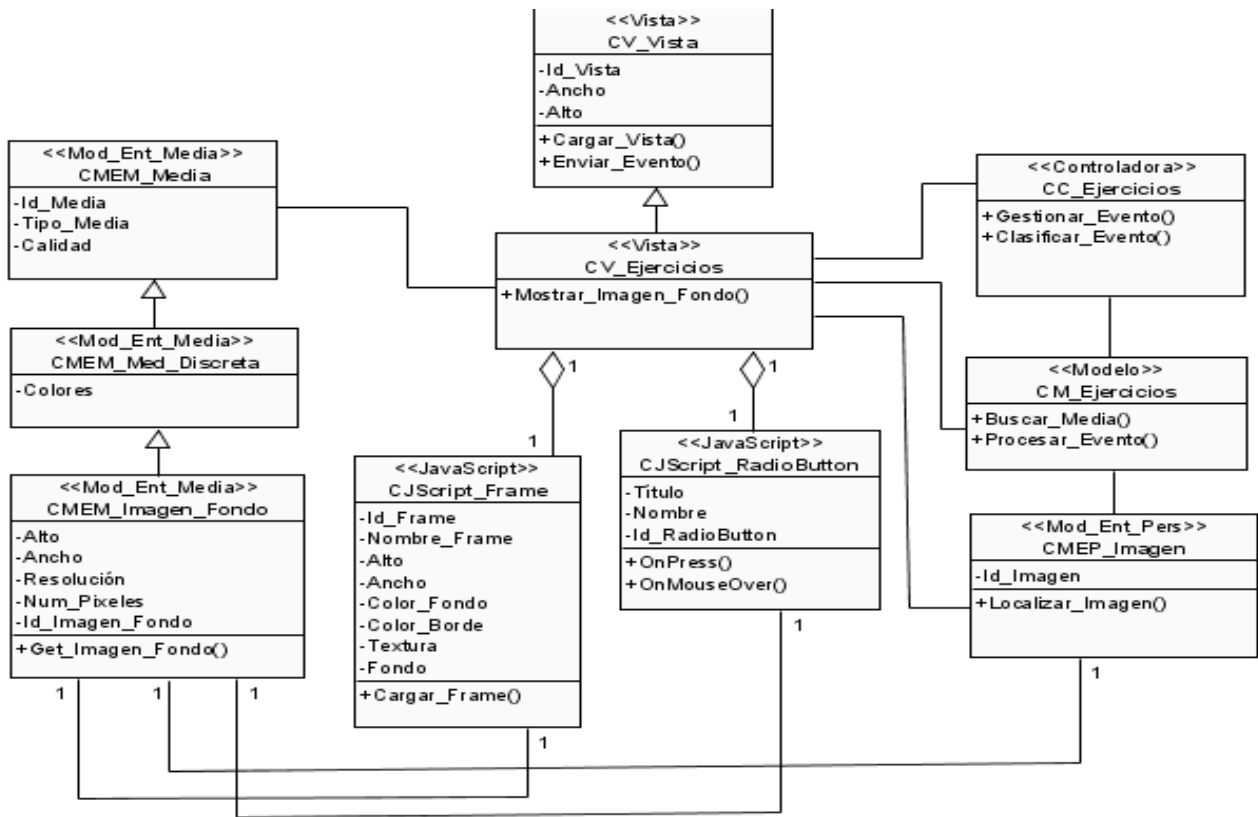 <<Vista>>
CV_Vista
-Id_Vista
-Ancho
-Alto
+Cargar_Vista()
+Enviar_Evento()
<<Mod_Ent_Media>>
CMEM_Media
-Id_Media
-Tipo_Media
-Calidad
<<Controladora>>
CC_Ejercicios
+Gestionar_Evento()
+Clasificar_Evento()
<<Vista>>
CV_Ejercicios
+Mostrar_Imagen_Fondo()
<<Mod_Ent_Media>>
CMEM_Med_Discreta
-Colores
1
1
<<Modelo>>
CM_Ejercicios
+Buscar_Media()
+Procesar_Evento()
1
1
<<Mod_Ent_Media>>
CMEM_Imagen_Fondo
-Alto
-Ancho
-Resolución
-Num_Pixeles
-Id_Imagen_Fondo
+Get_Imagen_Fondo()
<<JavaScript>>
CJScript_Frame
-Id_Frame
-Nombre_Frame
-Alto
-Ancho
-Color_Fondo
-Color_Borde
-Textura
-Fondo
+Cargar_Frame()
<<JavaScript>>
CJScript_RadioButton
-Titulo
-Nombre
-Id_RadioButton
+OnPress()
+OnMouseOver()
<<Mod_Ent_Pers>>
CMEP_Imagen
-Id_Imagen
+Localizar_Imagen()
1
1
1
1
1
1